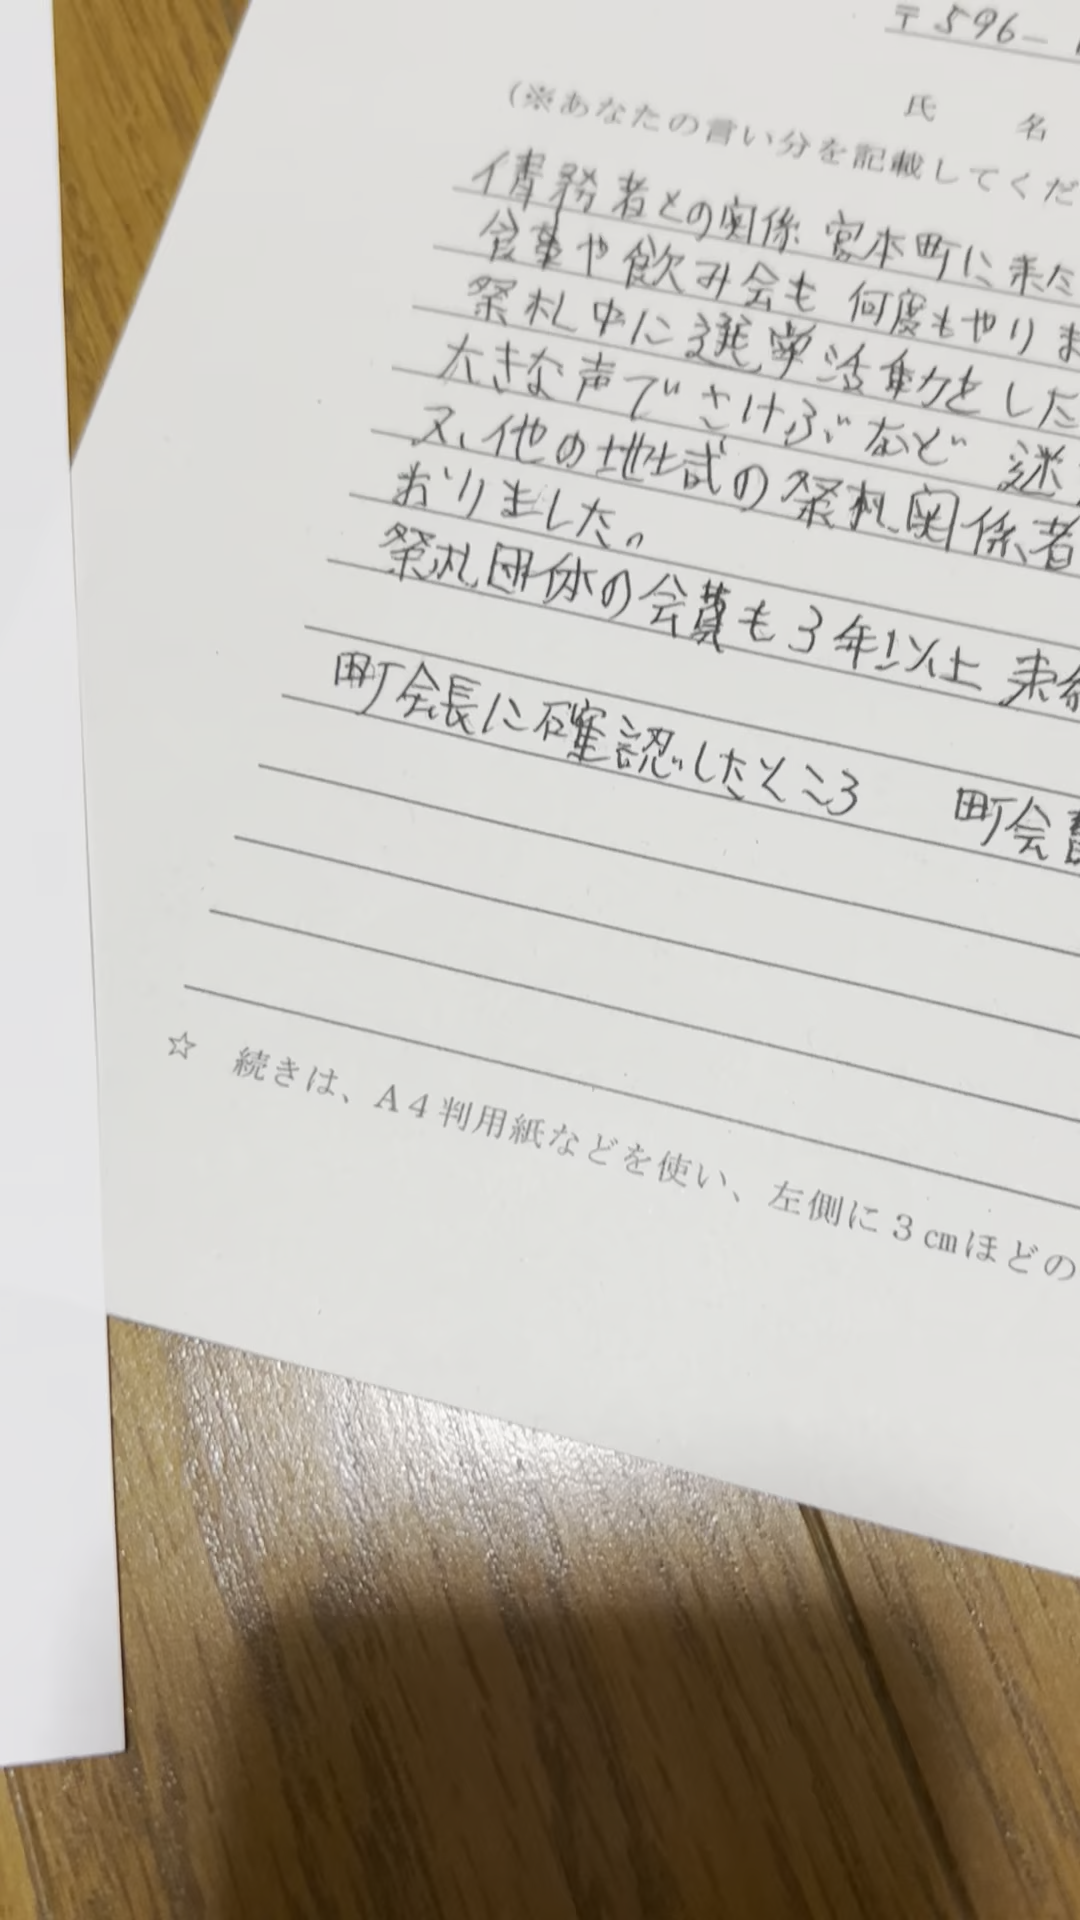 〒596-
氏 名
(※あなたの言い分を記載してくだ
債務者との関係 宮本町に来た
食事や飲み会も 何度もやりま
祭礼中に選挙活動をした
大きな声でさけぶなど 迷
又、他の地域の祭礼関係者
おりました。
祭礼団体の会費も3年以上 未
町会長に確認したところ 町会
☆ 続きは、A4判用紙などを使い、左側に3cmほどの